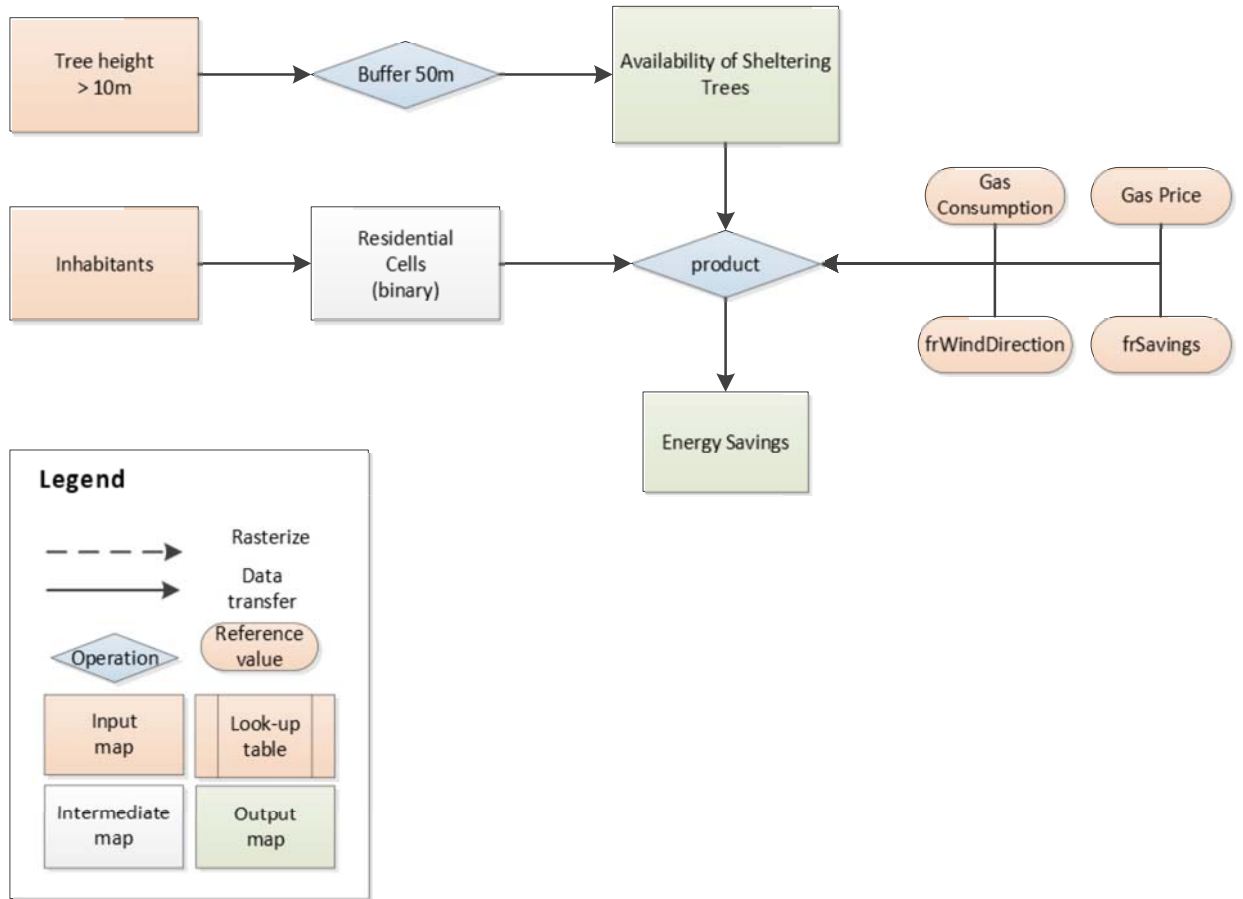 Tree height
> 10m
Buffer 50m
Availability of Sheltering
Trees
Gas
Consumption
Gas Price
Inhabitants
Residential
Cells
(binary)
product
frWindDirection
frSavings
Energy Savings
Legend
Rasterize
Data
transfer
Operation
Reference
value
Input
map
Look-up
table
Intermediate
map
Output
map